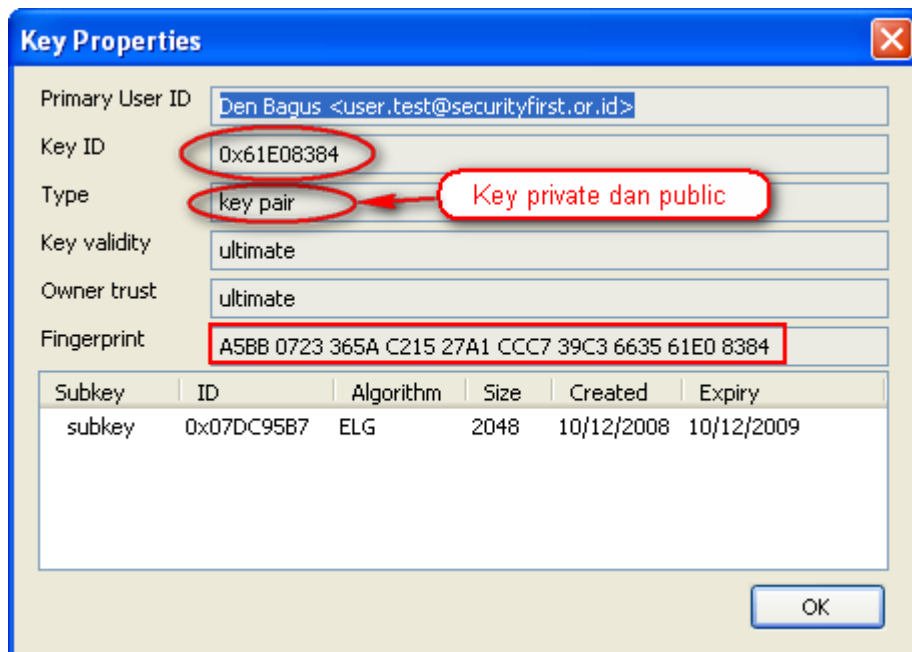 Key Properties
Primary User ID Den Bagus <user.test@securityfirst.or.id>
Key ID 0x61E08384
Type key pair Key private dan public
Key validity ultimate
Owner trust ultimate
Fingerprint A5BB 0723 365A C215 27A1 CCC7 39C3 6635 61E0 8384
Subkey ID Algorithm Size Created Expiry
subkey 0x07DC95B7 ELG 2048 10/12/2008 10/12/2009
OK